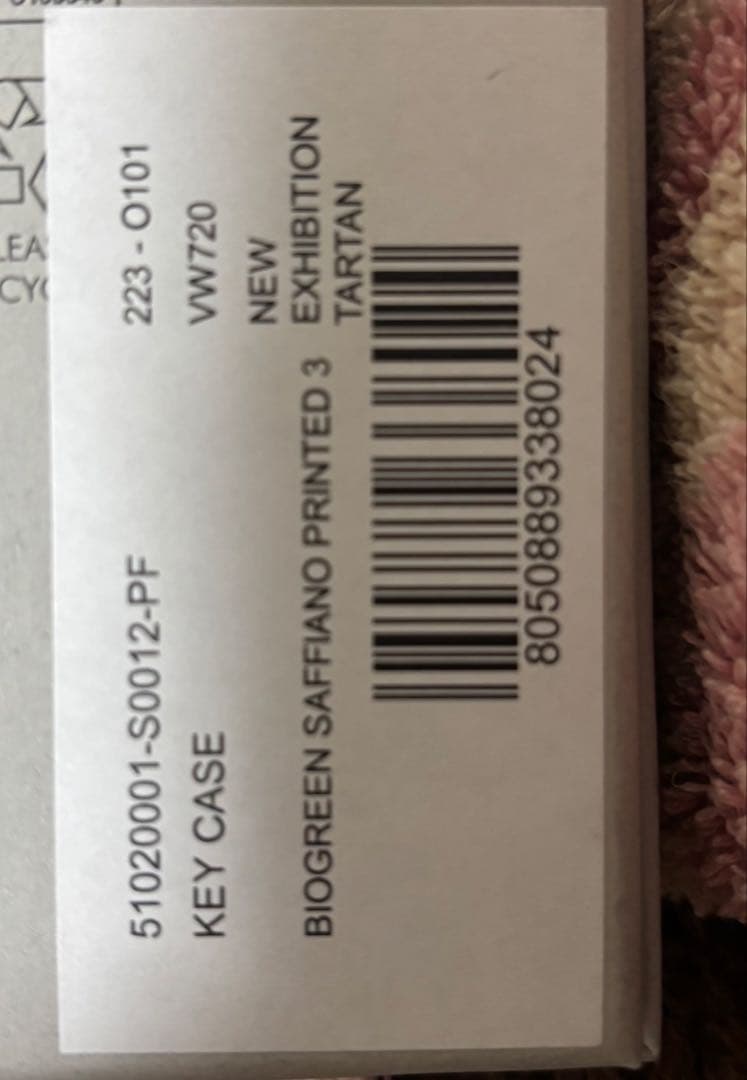 51020001-S0012-PF 223 - O101
KEY CASE VW720
NEW
BIOGREEN SAFFIANO PRINTED 3 EXHIBITION
TARTAN
8050889338024